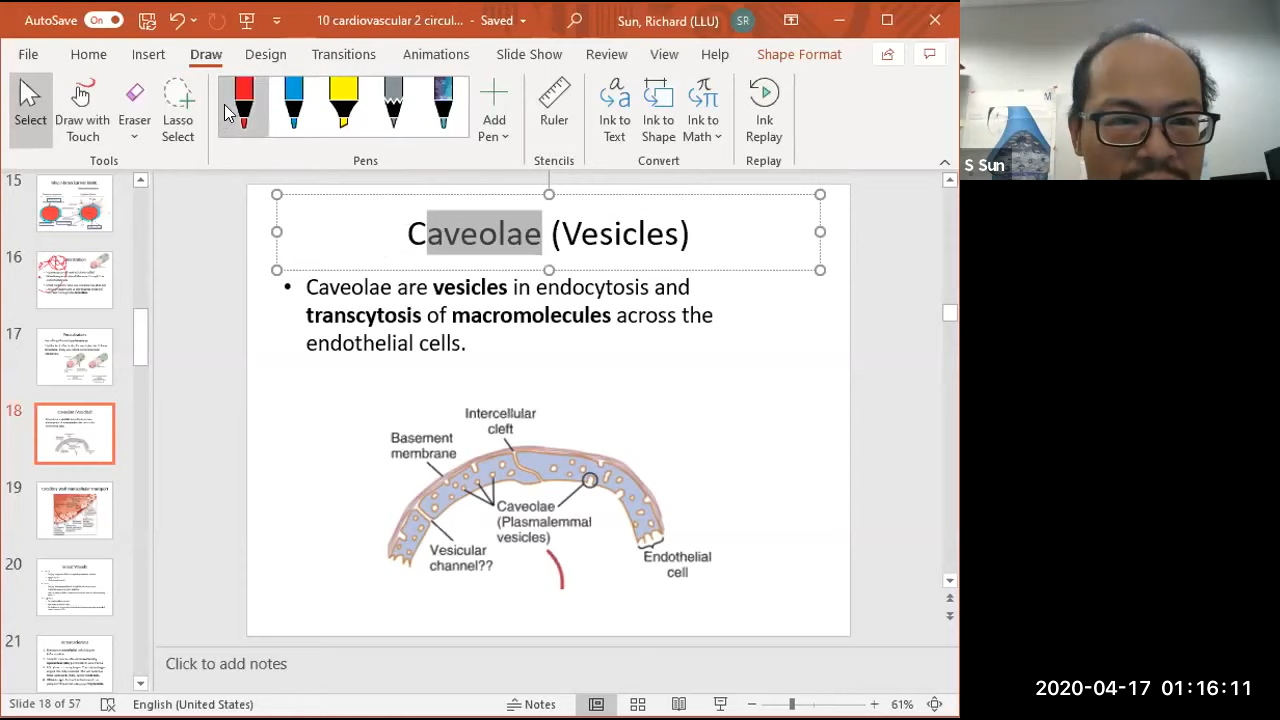 AutoSave On 10 cardiovascular 2 circul... - Saved Sun, Richard (LLU) SR
File Home Insert Draw Design Transitions Animations Slide Show Review View Help Shape Format
Select
Draw with Touch
Eraser
Lasso Select
Add Pen
Ruler
Ink to Text
Ink to Shape
Ink to Math
Ink Replay
Tools Pens Stencils Convert Replay
S Sun
15
16
17
18
19
20
21
Caveolae (Vesicles)
• Caveolae are vesicles in endocytosis and
transcytosis of macromolecules across the
endothelial cells.
Intercellular
cleft
Basement
membrane
Caveolae
(Plasmalemmal
vesicles)
Vesicular
channel??
Endothelial
cell
Click to add notes
Slide 18 of 57 English (United States) Notes 61%
2020-04-17 01:16:11